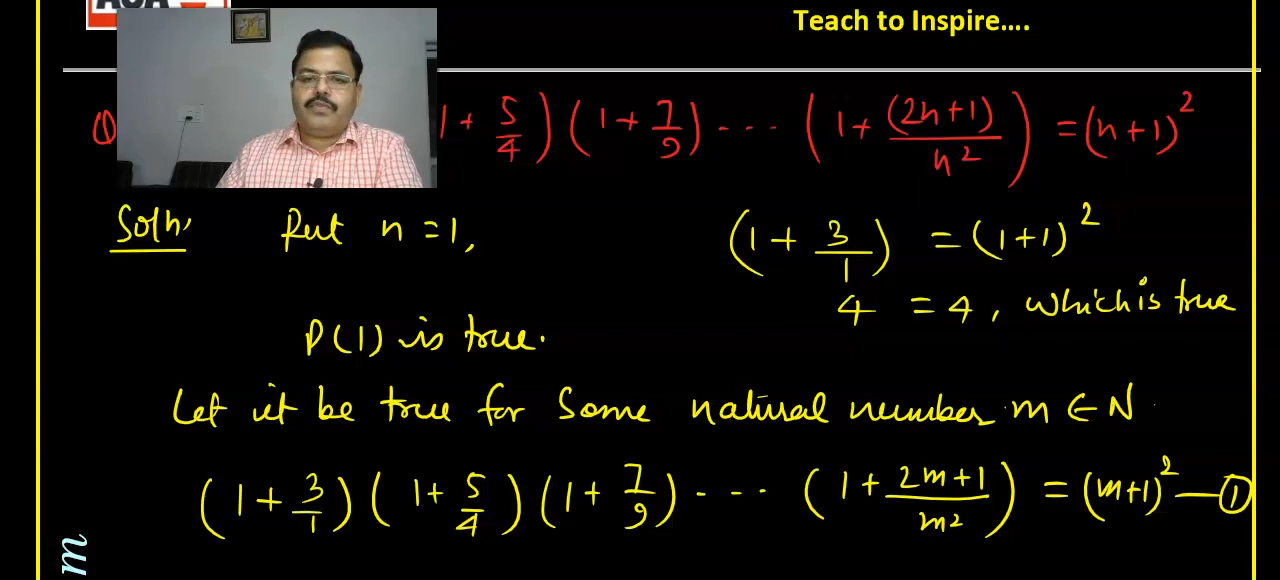 AOA
Teach to Inspire....
1 + 5/4 ) ( 1 + 7/9 ) --- ( 1 + (2n+1)/n² ) = (n+1)²
Soln, Put n = 1, ( 1 + 3/1 ) = (1+1)²
4 = 4, which is true
P(1) is true.
Let it be true for some natural number m ∈ N
( 1 + 3/1 ) ( 1 + 5/4 ) ( 1 + 7/9 ) --- ( 1 + 2m+1/m² ) = (m+1)² — ①
m